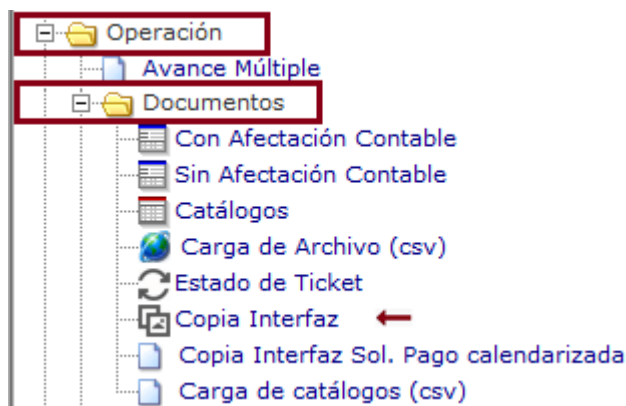 Operación
Avance Múltiple
Documentos
Con Afectación Contable
Sin Afectación Contable
Catálogos
Carga de Archivo (csv)
Estado de Ticket
Copia Interfaz
Copia Interfaz Sol. Pago calendarizada
Carga de catálogos (csv)